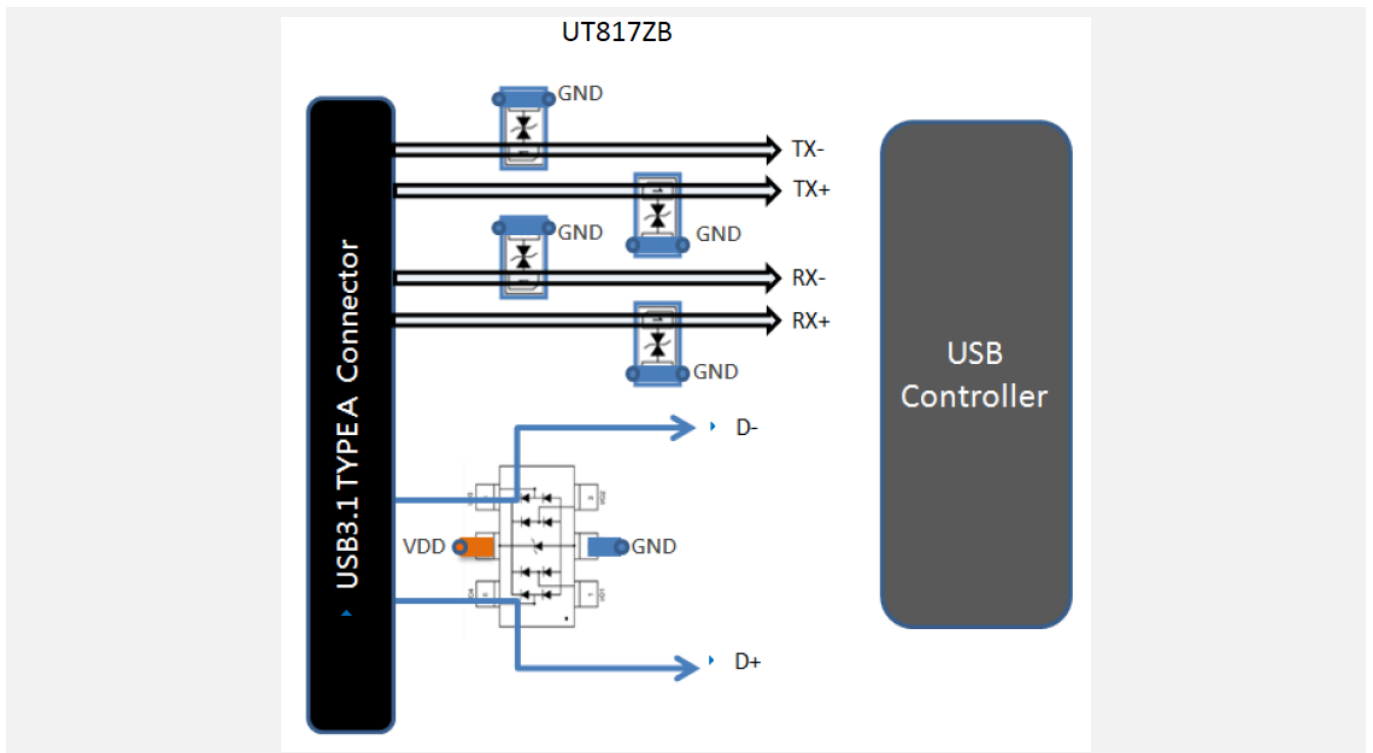 UT817ZB
GND
TX-
TX+
GND
GND
RX-
RX+
GND
USB3.1 TYPE A Connector
USB
Controller
D-
VDD
GND
D+